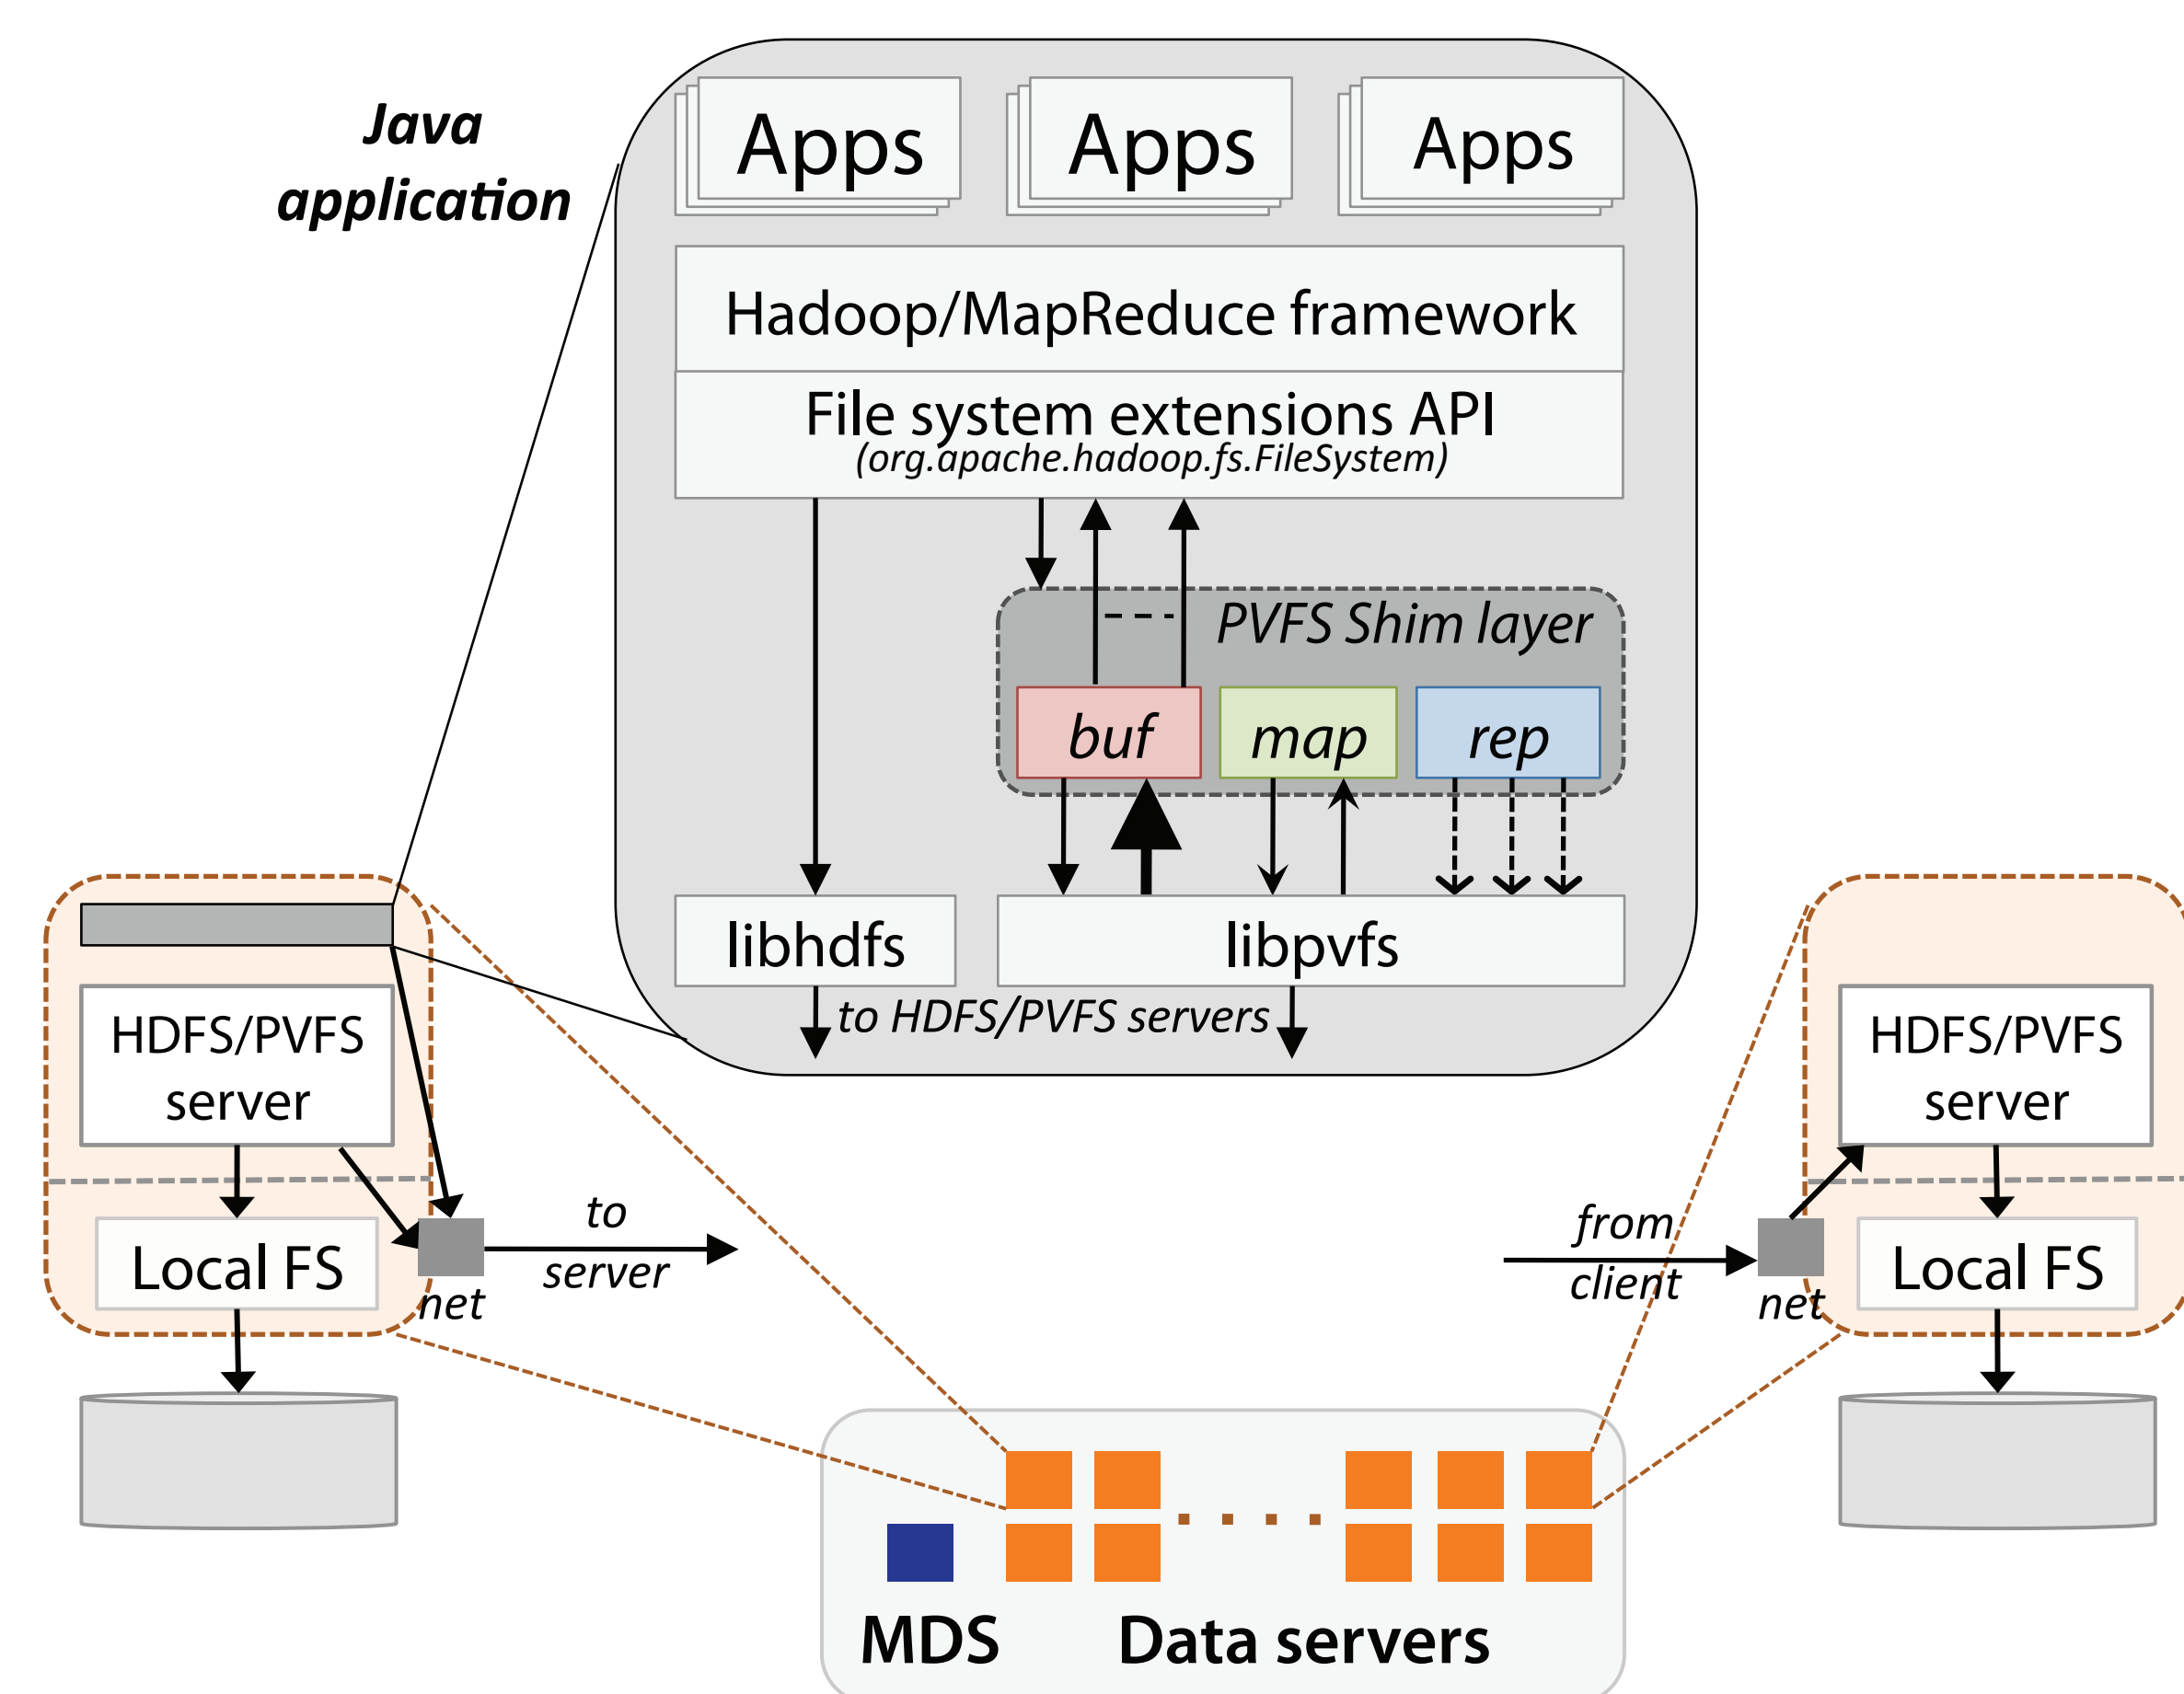 Java
application
Apps
Apps
Apps
Hadoop/MapReduce framework
File system extensions API
(org.apache.hadoop.fs.FileSystem)
PVFS Shim layer
buf
map
rep
libhdfs
libpvfs
to HDFS/PVFS servers
HDFS/PVFS
server
Local FS
net
to
server
from
client
net
HDFS/PVFS
server
Local FS
MDS
Data servers